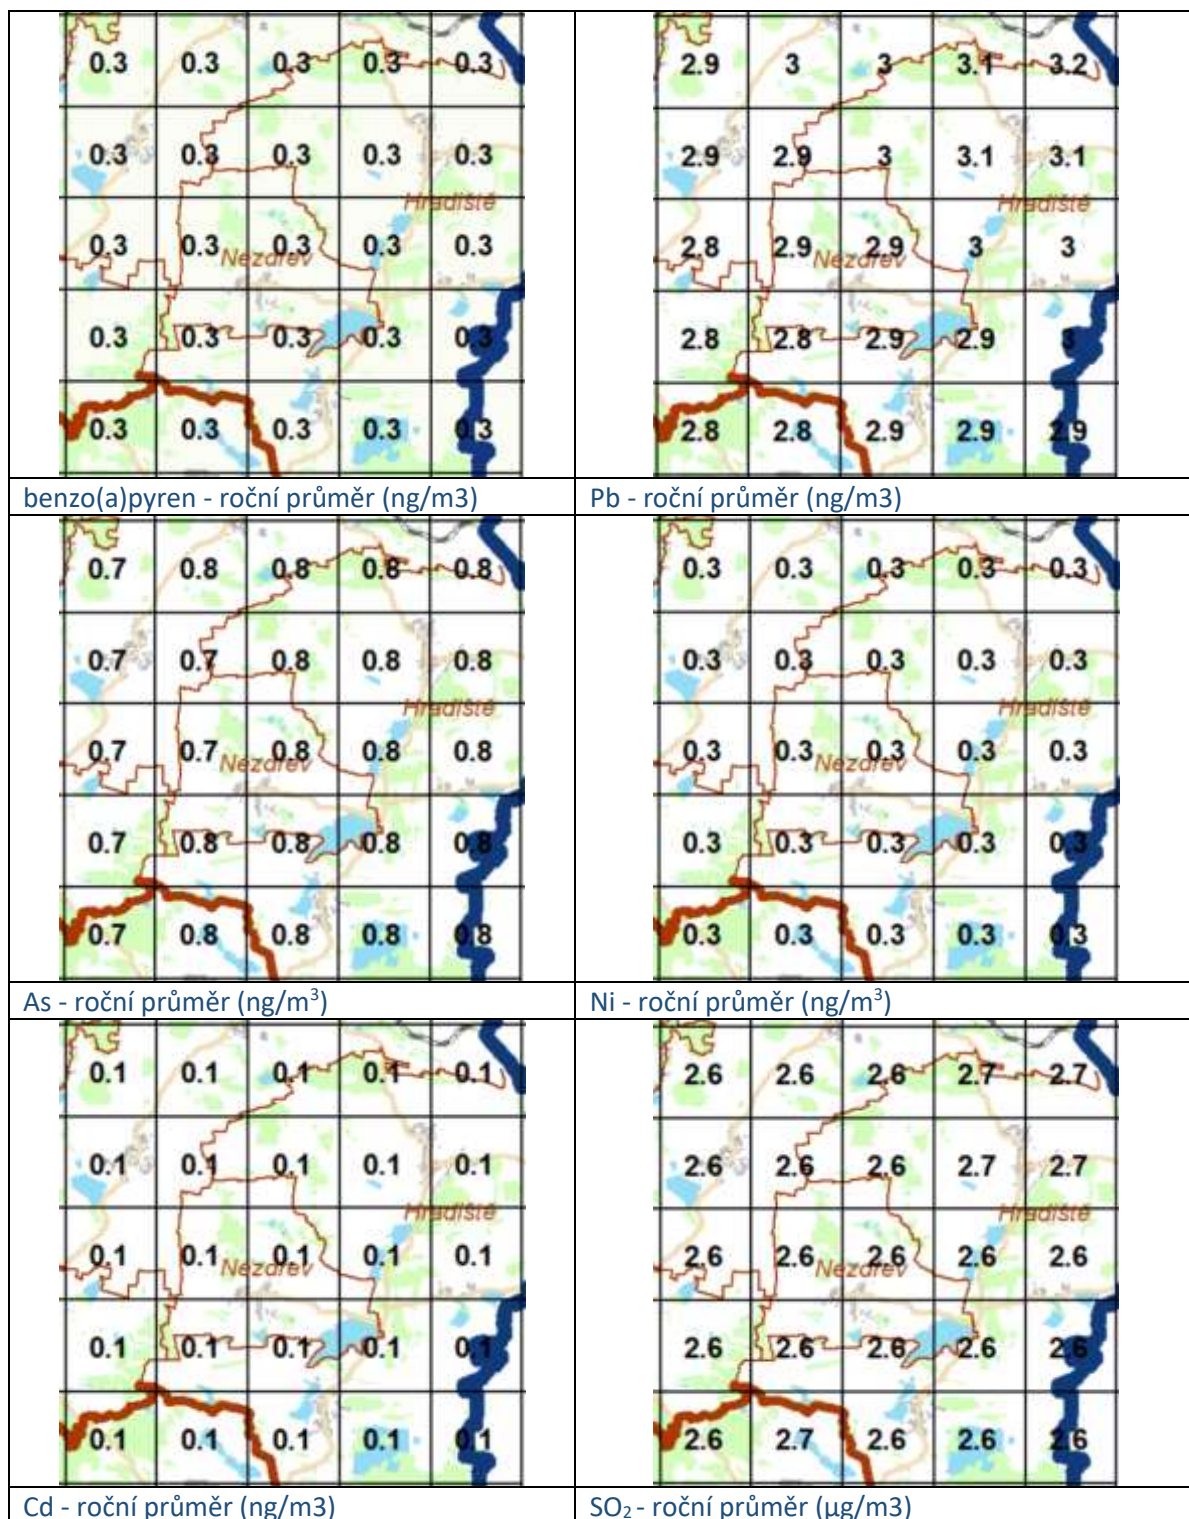 0.3 0.3 0.3 0.3 0.3
0.3 0.3 0.3 0.3 0.3
Hradiště
0.3 0.3 0.3 0.3 0.3
Nezdřev
0.3 0.3 0.3 0.3 0.3
0.3 0.3 0.3 0.3 0.3
benzo(a)pyren - roční průměr (ng/m3)
2.9 3 3 3.1 3.2
2.9 2.9 3 3.1 3.1
Hradiště
2.8 2.9 2.9 3 3
Nezdřev
2.8 2.8 2.9 2.9 3
2.8 2.8 2.9 2.9 2.9
Pb - roční průměr (ng/m3)
0.7 0.8 0.8 0.8 0.8
0.7 0.7 0.8 0.8 0.8
Hradiště
0.7 0.7 0.8 0.8 0.8
Nezdřev
0.7 0.8 0.8 0.8 0.8
0.7 0.8 0.8 0.8 0.8
As - roční průměr (ng/m³)
0.3 0.3 0.3 0.3 0.3
0.3 0.3 0.3 0.3 0.3
Hradiště
0.3 0.3 0.3 0.3 0.3
Nezdřev
0.3 0.3 0.3 0.3 0.3
0.3 0.3 0.3 0.3 0.3
Ni - roční průměr (ng/m³)
0.1 0.1 0.1 0.1 0.1
0.1 0.1 0.1 0.1 0.1
Hradiště
0.1 0.1 0.1 0.1 0.1
Nezdřev
0.1 0.1 0.1 0.1 0.1
0.1 0.1 0.1 0.1 0.1
Cd - roční průměr (ng/m3)
2.6 2.6 2.6 2.7 2.7
2.6 2.6 2.6 2.7 2.7
Hradiště
2.6 2.6 2.6 2.6 2.6
Nezdřev
2.6 2.6 2.6 2.6 2.6
2.6 2.7 2.6 2.6 2.6
SO₂ - roční průměr (µg/m3)